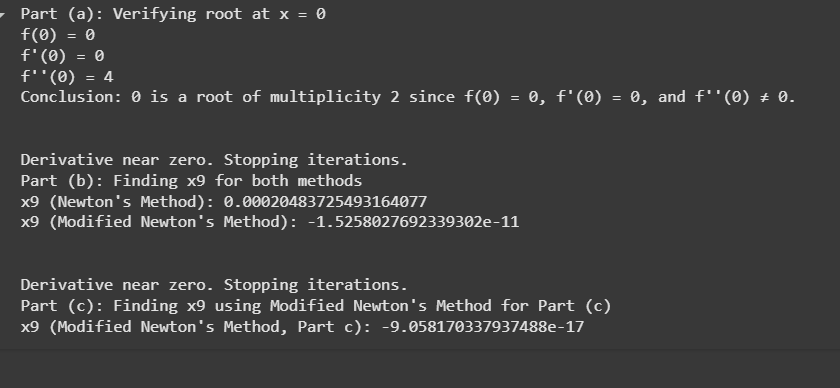 Part (a): Verifying root at x = 0
f(0) = 0
f'(0) = 0
f''(0) = 4
Conclusion: 0 is a root of multiplicity 2 since f(0) = 0, f'(0) = 0, and f''(0) ≠ 0.
Derivative near zero. Stopping iterations.
Part (b): Finding x9 for both methods
x9 (Newton's Method): 0.00020483725493164077
x9 (Modified Newton's Method): -1.5258027692339302e-11
Derivative near zero. Stopping iterations.
Part (c): Finding x9 using Modified Newton's Method for Part (c)
x9 (Modified Newton's Method, Part c): -9.058170337937488e-17